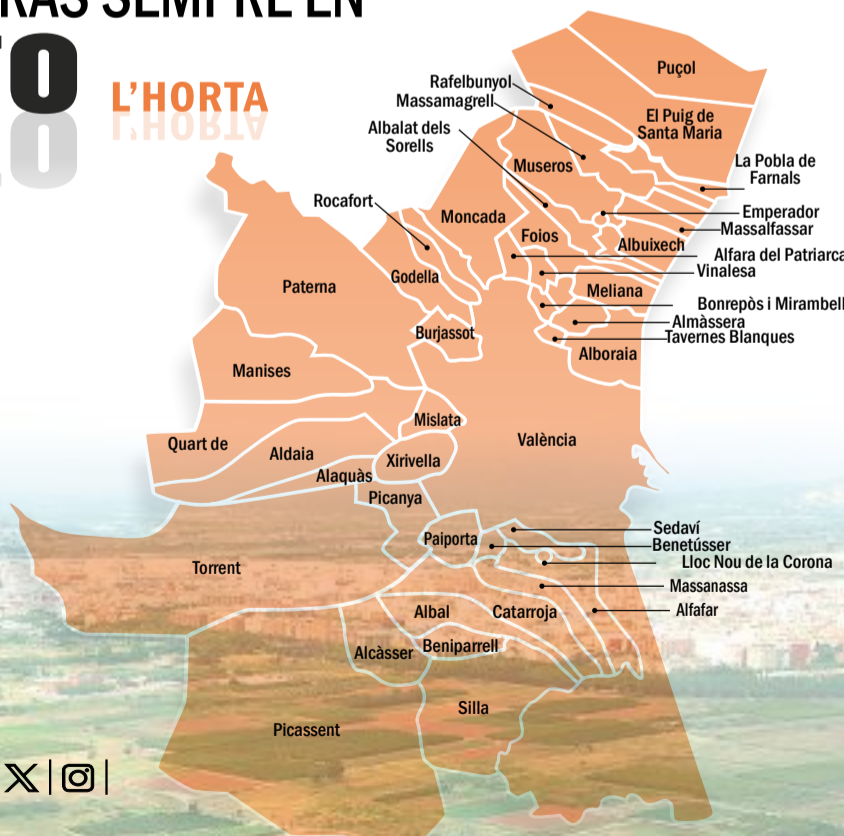 SEMPRE EN
O
L'HORTA
Puçol
Rafelbunyol
Massamagrell
El Puig de
Santa Maria
Albalat dels
Sorells
Museros
La Pobla de
Farnals
Rocafort
Moncada
Emperador
Massalfassar
Foios
Albuixech
Alfara del Patriarca
Vinalesa
Godella
Paterna
Meliana
Bonrepòs i Mirambell
Almàssera
Tavernes Blanques
Burjassot
Alboraia
Manises
Mislata
Quart de
Aldaia
València
Xirivella
Alaquàs
Picanya
Sedaví
Paiporta
Benetússer
Lloc Nou de la Corona
Torrent
Massanassa
Albal
Catarroja
Alfafar
Alcàsser
Beniparrell
Silla
Picassent